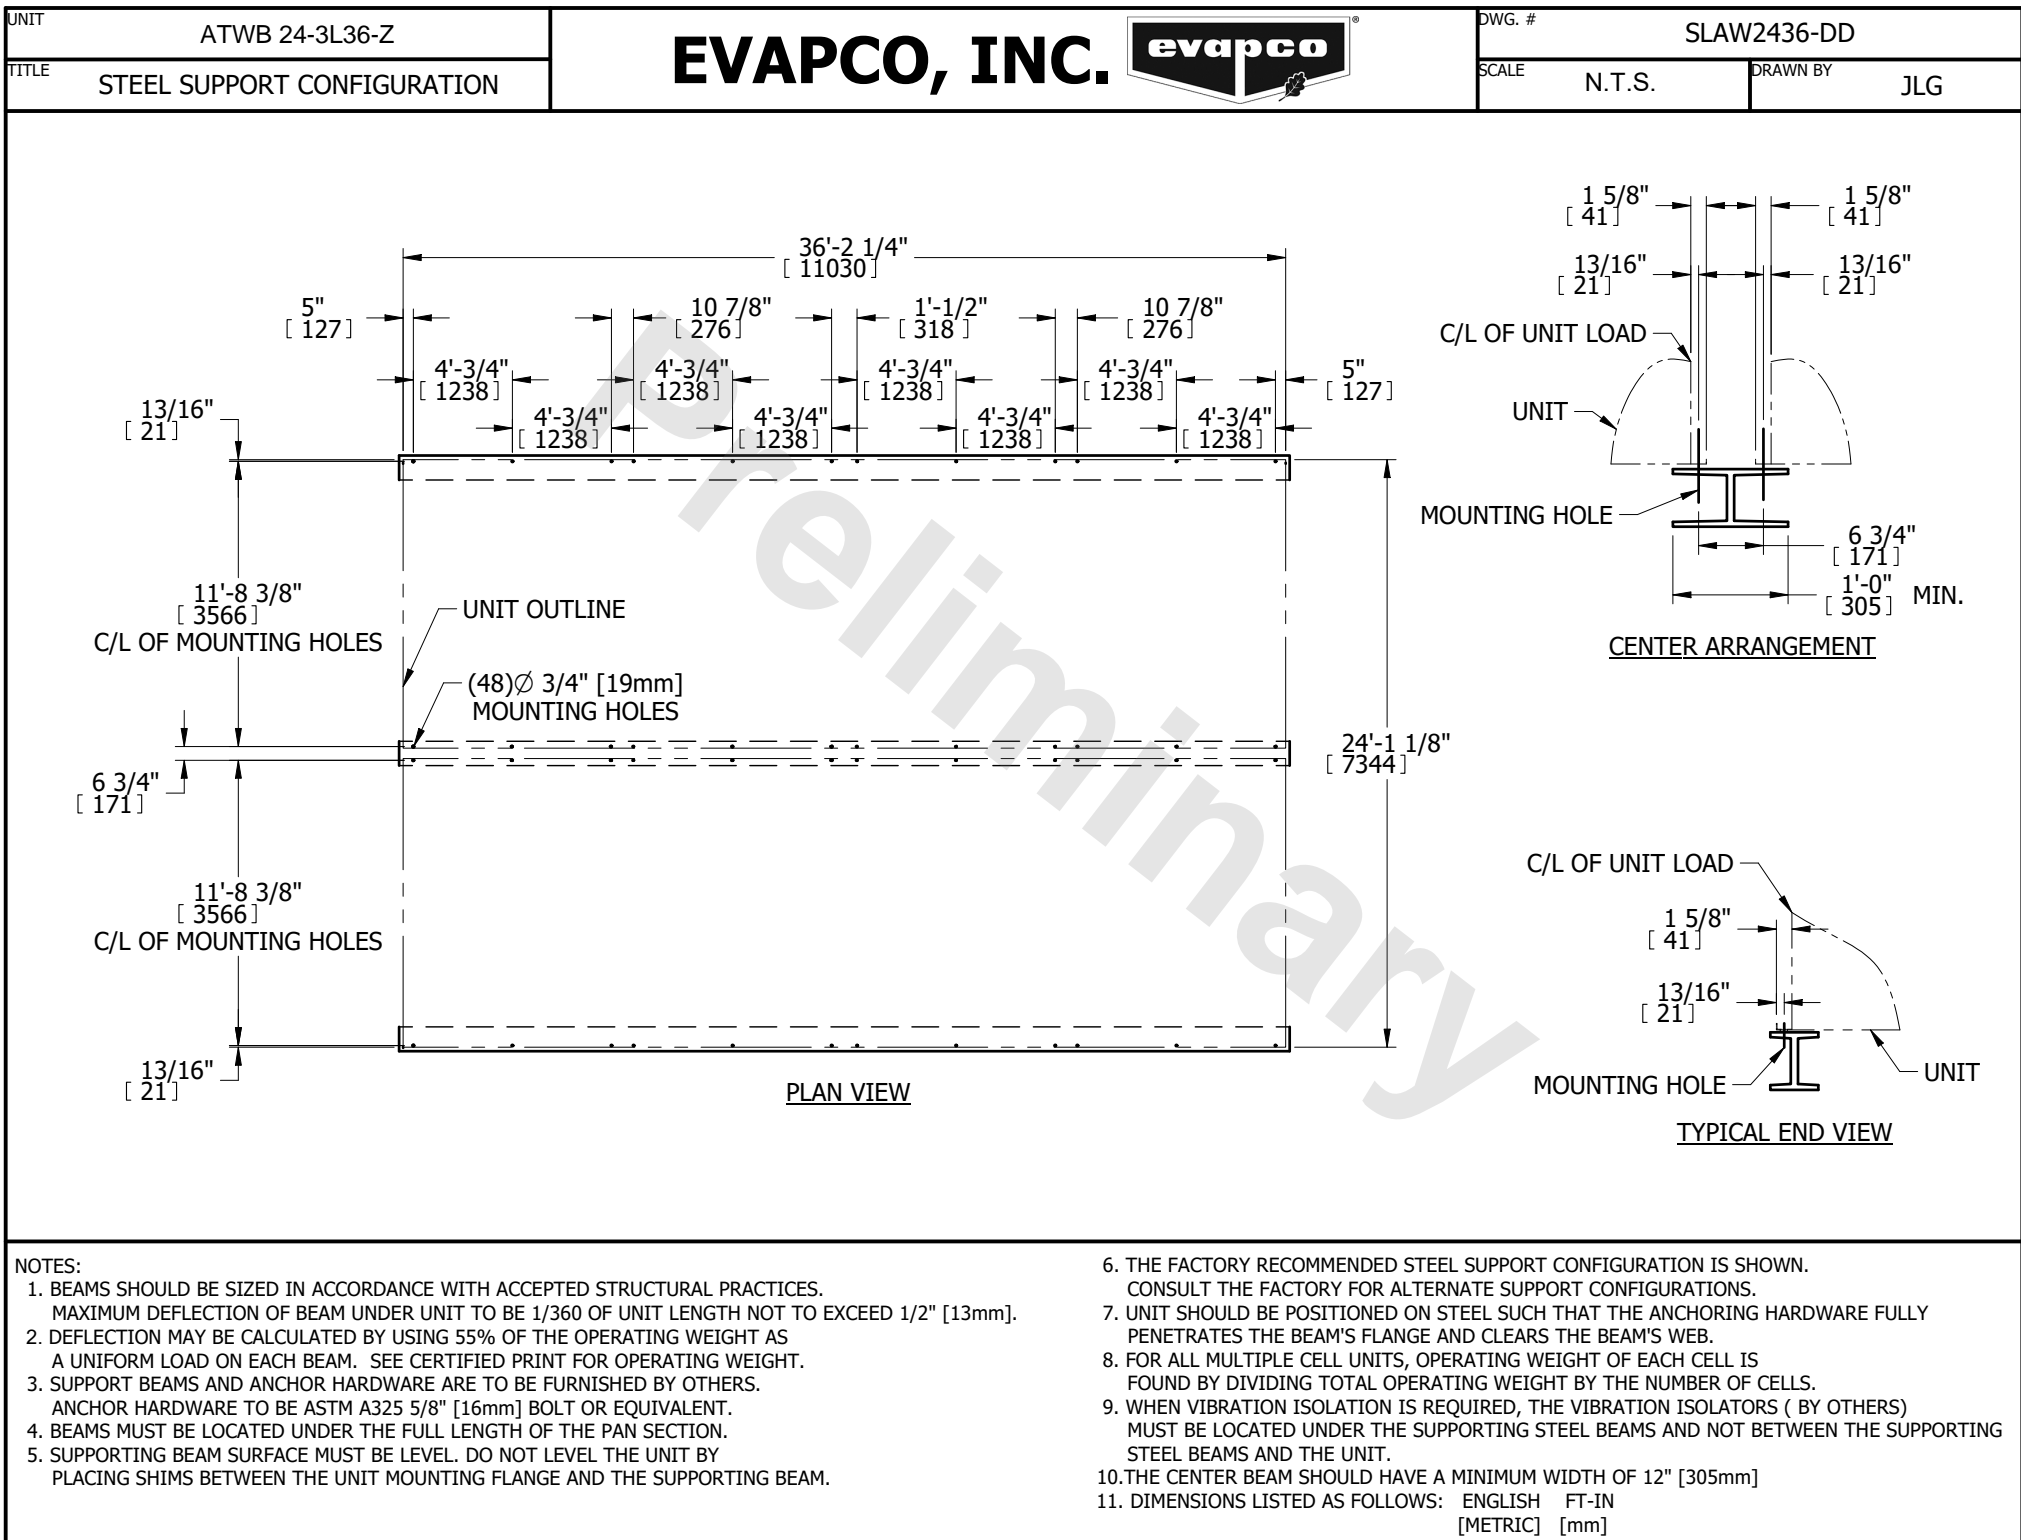 UNIT
ATWB 24-3L36-Z
TITLE
STEEL SUPPORT CONFIGURATION
EVAPCO, INC.
evapco
®
DWG. #
SLAW2436-DD
SCALE
N.T.S.
DRAWN BY
JLG
36'-2 1/4"
[ 11030 ]
5"
[ 127 ]
10 7/8"
[ 276 ]
1'-1/2"
[ 318 ]
10 7/8"
[ 276 ]
4'-3/4"
[ 1238 ]
4'-3/4"
[ 1238 ]
4'-3/4"
[ 1238 ]
4'-3/4"
[ 1238 ]
5"
[ 127 ]
4'-3/4"
[ 1238 ]
4'-3/4"
[ 1238 ]
4'-3/4"
[ 1238 ]
4'-3/4"
[ 1238 ]
13/16"
[ 21 ]
11'-8 3/8"
[ 3566 ]
C/L OF MOUNTING HOLES
UNIT OUTLINE
(48)∅ 3/4" [19mm]
MOUNTING HOLES
6 3/4"
[ 171 ]
24'-1 1/8"
[ 7344 ]
11'-8 3/8"
[ 3566 ]
C/L OF MOUNTING HOLES
13/16"
[ 21 ]
PLAN VIEW
Preliminary
1 5/8"
[ 41 ]
1 5/8"
[ 41 ]
13/16"
[ 21 ]
13/16"
[ 21 ]
C/L OF UNIT LOAD
UNIT
MOUNTING HOLE
6 3/4"
[ 171 ]
1'-0"
[ 305 ] MIN.
CENTER ARRANGEMENT
C/L OF UNIT LOAD
1 5/8"
[ 41 ]
13/16"
[ 21 ]
MOUNTING HOLE
UNIT
TYPICAL END VIEW
NOTES:
1. BEAMS SHOULD BE SIZED IN ACCORDANCE WITH ACCEPTED STRUCTURAL PRACTICES.
MAXIMUM DEFLECTION OF BEAM UNDER UNIT TO BE 1/360 OF UNIT LENGTH NOT TO EXCEED 1/2" [13mm].
2. DEFLECTION MAY BE CALCULATED BY USING 55% OF THE OPERATING WEIGHT AS
A UNIFORM LOAD ON EACH BEAM. SEE CERTIFIED PRINT FOR OPERATING WEIGHT.
3. SUPPORT BEAMS AND ANCHOR HARDWARE ARE TO BE FURNISHED BY OTHERS.
ANCHOR HARDWARE TO BE ASTM A325 5/8" [16mm] BOLT OR EQUIVALENT.
4. BEAMS MUST BE LOCATED UNDER THE FULL LENGTH OF THE PAN SECTION.
5. SUPPORTING BEAM SURFACE MUST BE LEVEL. DO NOT LEVEL THE UNIT BY
PLACING SHIMS BETWEEN THE UNIT MOUNTING FLANGE AND THE SUPPORTING BEAM.
6. THE FACTORY RECOMMENDED STEEL SUPPORT CONFIGURATION IS SHOWN.
CONSULT THE FACTORY FOR ALTERNATE SUPPORT CONFIGURATIONS.
7. UNIT SHOULD BE POSITIONED ON STEEL SUCH THAT THE ANCHORING HARDWARE FULLY
PENETRATES THE BEAM'S FLANGE AND CLEARS THE BEAM'S WEB.
8. FOR ALL MULTIPLE CELL UNITS, OPERATING WEIGHT OF EACH CELL IS
FOUND BY DIVIDING TOTAL OPERATING WEIGHT BY THE NUMBER OF CELLS.
9. WHEN VIBRATION ISOLATION IS REQUIRED, THE VIBRATION ISOLATORS ( BY OTHERS)
MUST BE LOCATED UNDER THE SUPPORTING STEEL BEAMS AND NOT BETWEEN THE SUPPORTING
STEEL BEAMS AND THE UNIT.
10.THE CENTER BEAM SHOULD HAVE A MINIMUM WIDTH OF 12" [305mm]
11. DIMENSIONS LISTED AS FOLLOWS: ENGLISH FT-IN
[METRIC] [mm]